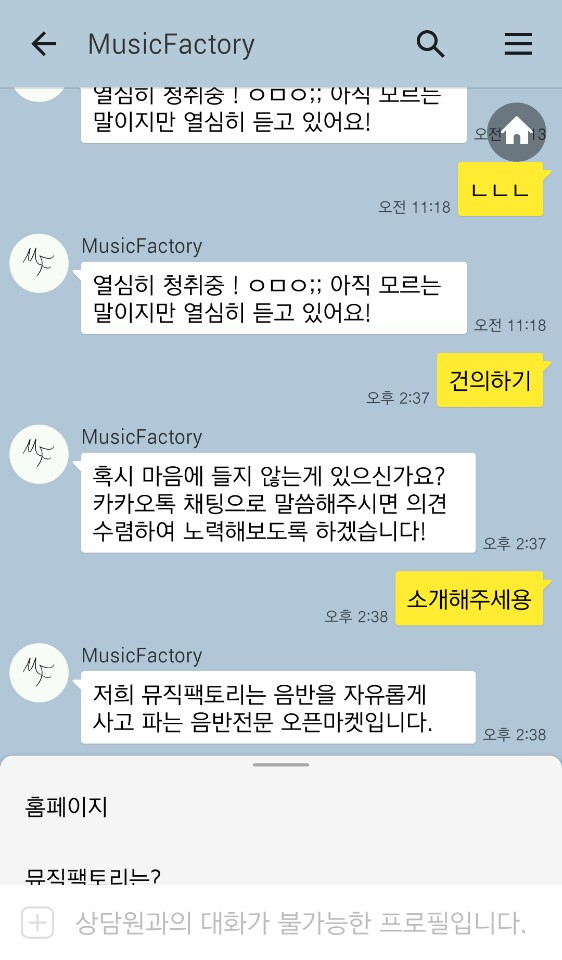 MusicFactory
열심히 청취중 ! ㅇㅁㅇ;; 아직 모르는
말이지만 열심히 듣고 있어요!
ㄴㄴㄴ
오전 11:18
MusicFactory
열심히 청취중 ! ㅇㅁㅇ;; 아직 모르는
말이지만 열심히 듣고 있어요!
오전 11:18
건의하기
오후 2:37
MusicFactory
혹시 마음에 들지 않는게 있으신가요?
카카오톡 채팅으로 말씀해주시면 의견
수렴하여 노력해보도록 하겠습니다!
오후 2:37
소개해주세용
오후 2:38
MusicFactory
저희 뮤직팩토리는 음반을 자유롭게
사고 파는 음반전문 오픈마켓입니다.
오후 2:38
홈페이지
뮤직팩토리는?
상담원과의 대화가 불가능한 프로필입니다.